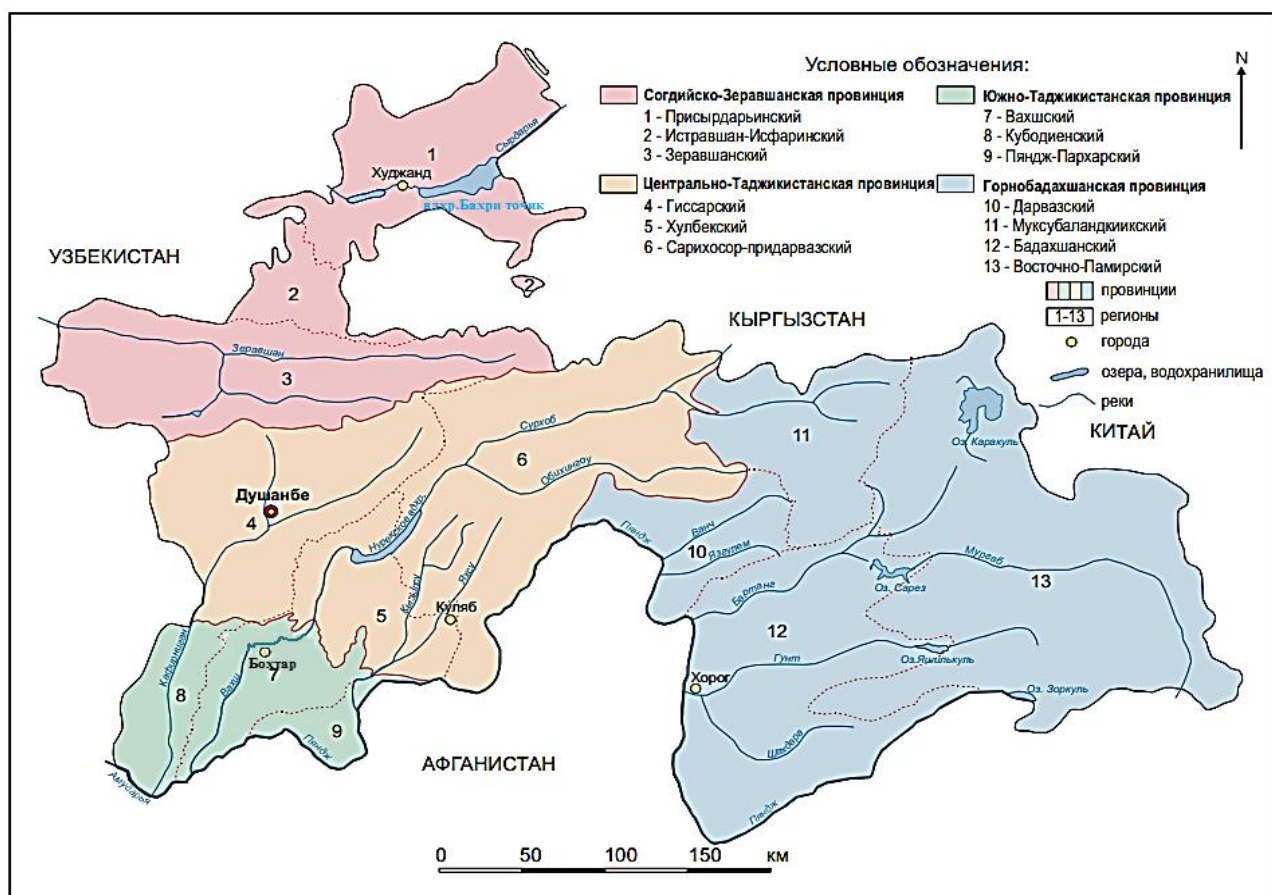 Условные обозначения:
N
Согдийско-Зеравшанская провинция
1 - Присырдарьинский
2 - Истравшан-Исфаринский
3 - Зеравшанский
Центрально-Таджикистанская провинция
4 - Гиссарский
5 - Хулбекский
6 - Сарихосор-придарвазский
Южно-Таджикистанская провинция
7 - Вахшский
8 - Кубодиенский
9 - Пяндж-Пархарский
Горнобадахшанская провинция
10 - Дарвазский
11 - Муксубаландкиикский
12 - Бадахшанский
13 - Восточно-Памирский
провинции
1-13 регионы
города
озера, водохранилища
реки
1
Сырдарья
Худжанд
вдхр.Бахри точик
УЗБЕКИСТАН
2
2
КЫРГЫЗСТАН
Зеравшан
3
КИТАЙ
Оз. Каракуль
11
Сурхоб
6
Обихингоу
Душанбе
4
Нурекское вдхр.
Пяндж
Ванч
10
Язгулем
Мургаб
13
Оз. Сарез
Бартанг
Кызылсу
Яхсу
5
Куляб
12
Гунт
Оз.Яшилькуль
Бохтар
7
Кафирниган
8
Вахш
Хорог
Оз. Зоркуль
9
Пяндж
Шахдара
АФГАНИСТАН
Амударья
Пяндж
0 50 100 150 км